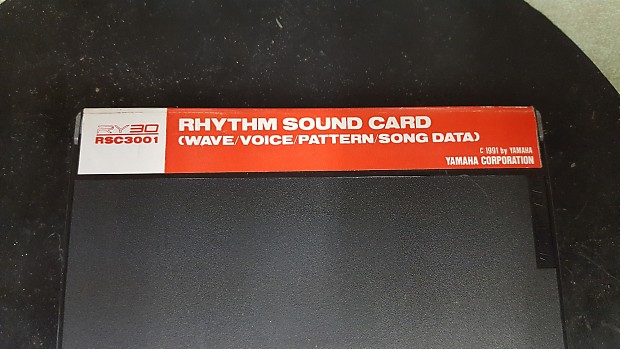 RY30
RSC3001
RHYTHM SOUND CARD
(WAVE/VOICE/PATTERN/SONG DATA)
C 1991 by YAMAHA
YAMAHA CORPORATION